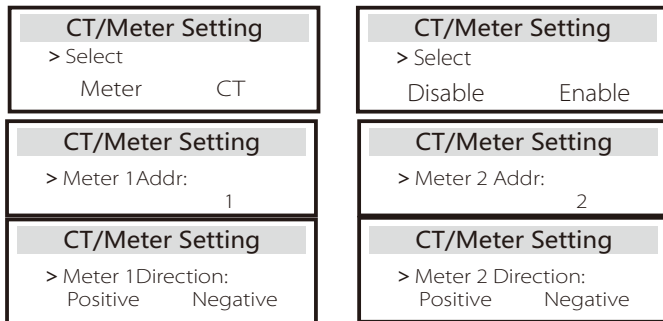 CT/Meter Setting
> Select
Meter CT
CT/Meter Setting
> Select
Disable Enable
CT/Meter Setting
> Meter 1Addr:
1
CT/Meter Setting
> Meter 2 Addr:
2
CT/Meter Setting
> Meter 1Direction:
Positive Negative
CT/Meter Setting
> Meter 2 Direction:
Positive Negative